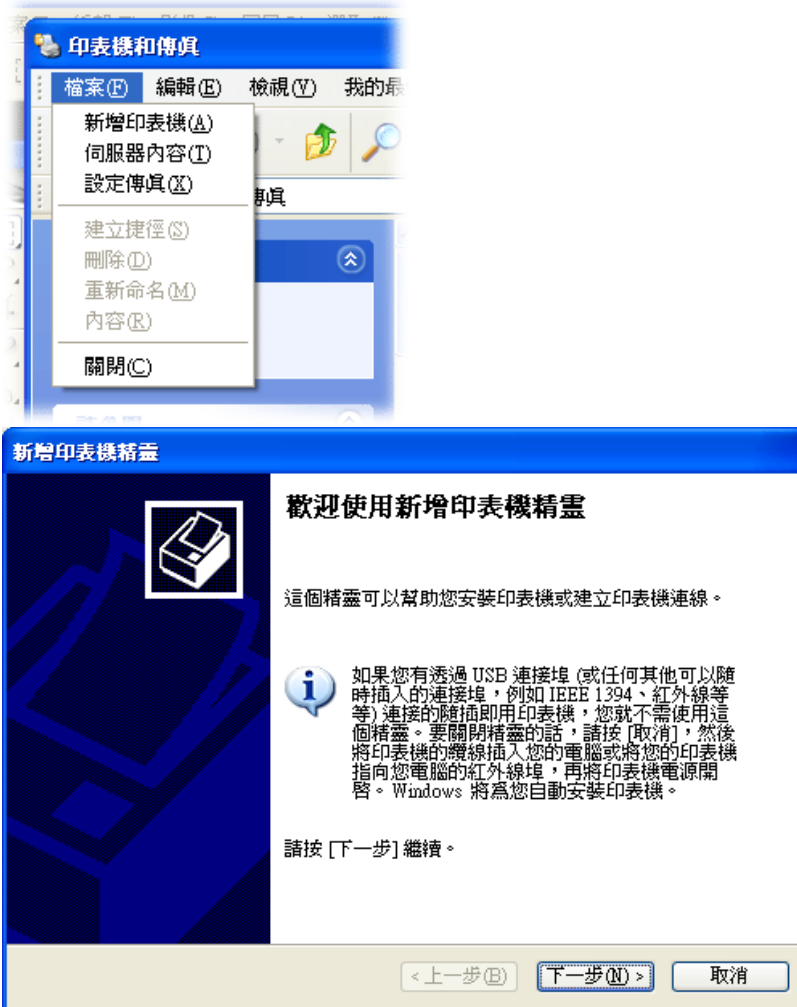 印表機和傳真
檔案(F) 編輯(E) 檢視(V) 我的最
新增印表機(A)
伺服器內容(T)
設定傳真(X)
傳真
建立捷徑(S)
刪除(D)
重新命名(M)
內容(R)
關閉(C)
新增印表機精靈
歡迎使用新增印表機精靈
這個精靈可以幫助您安裝印表機或建立印表機連線。
如果您有透過 USB 連接埠 (或任何其他可以隨
時插入的連接埠，例如 IEEE 1394、紅外線等
等) 連接的隨插即用印表機，您就不需使用這
個精靈。要關閉精靈的話，請按 [取消]，然後
將印表機的纜線插入您的電腦或將您的印表機
指向您電腦的紅外線埠，再將印表機電源開
啟。Windows 將為您自動安裝印表機。
請按 [下一步] 繼續。
< 上一步(B) 下一步(N) > 取消